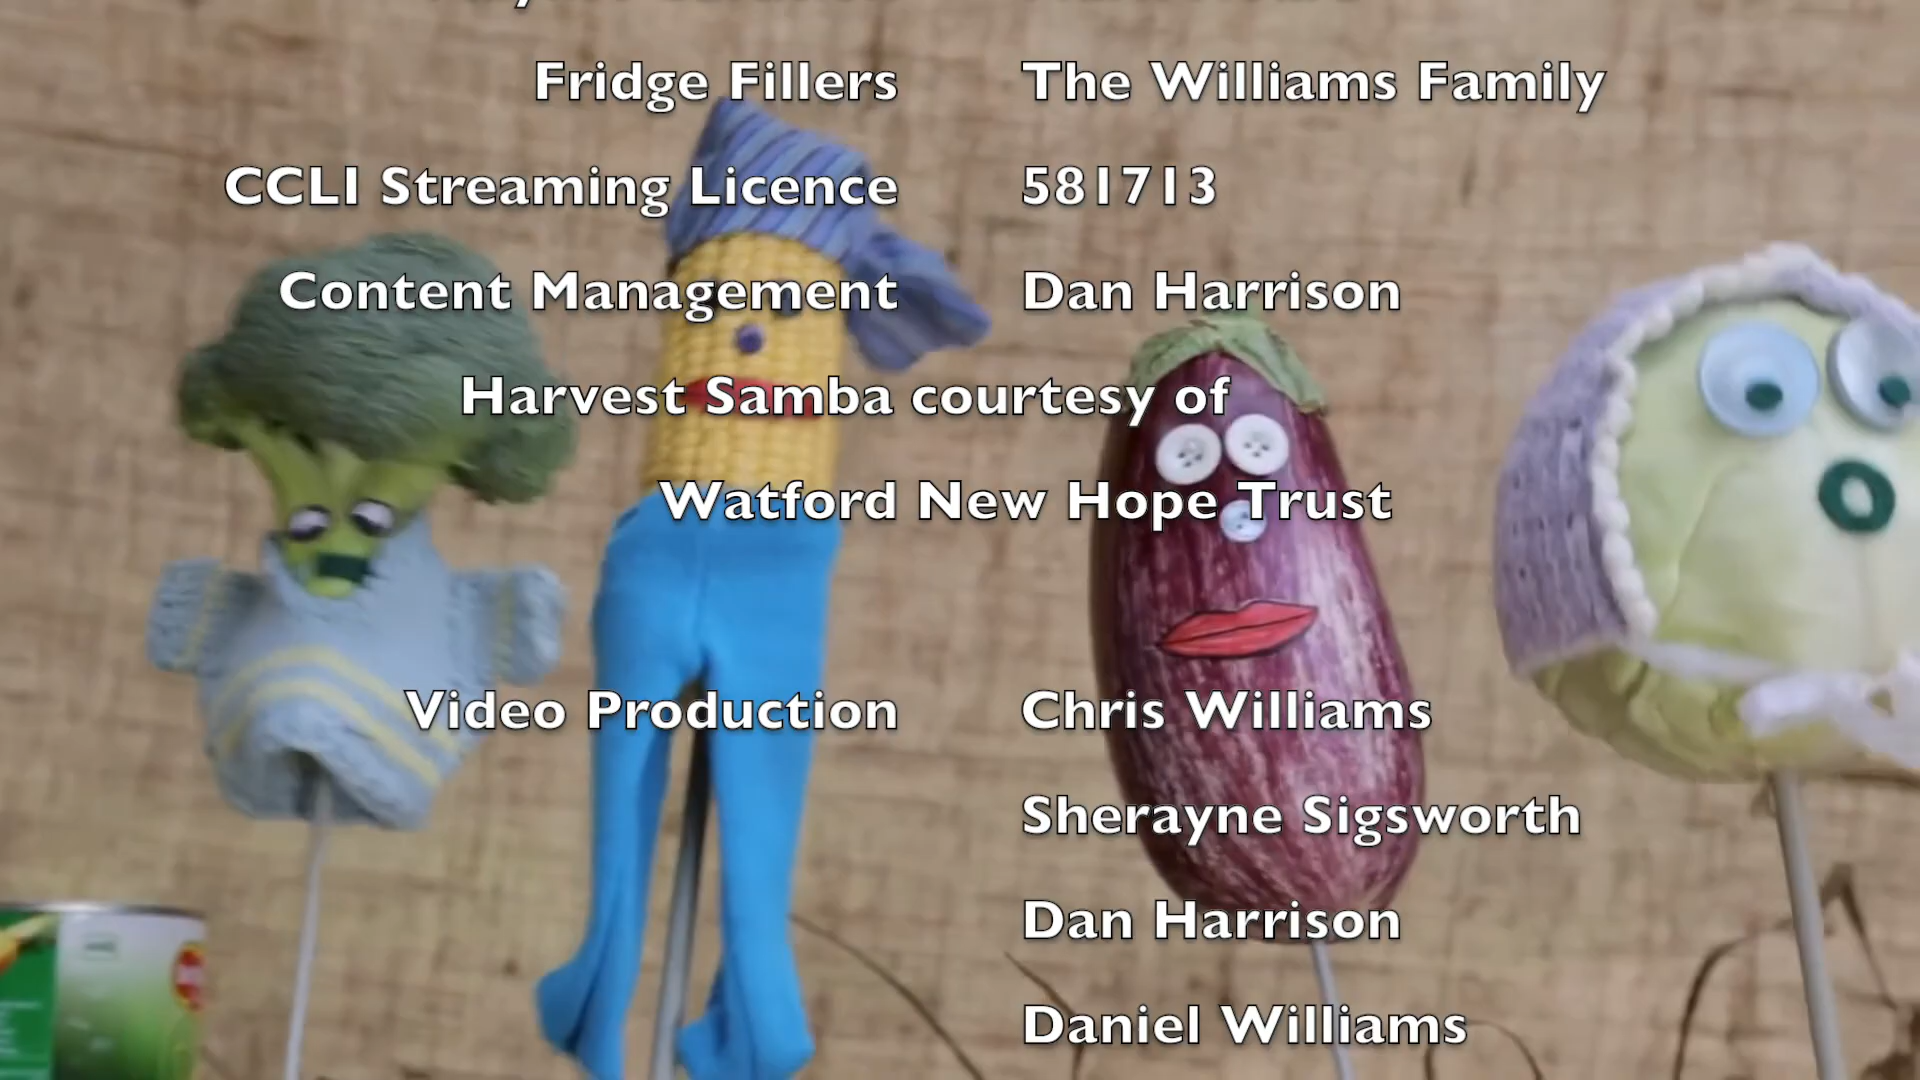 Fridge Fillers The Williams Family
CCLI Streaming Licence 581713
Content Management Dan Harrison
Harvest Samba courtesy of
Watford New Hope Trust
Video Production Chris Williams
Sherayne Sigsworth
Dan Harrison
Daniel Williams